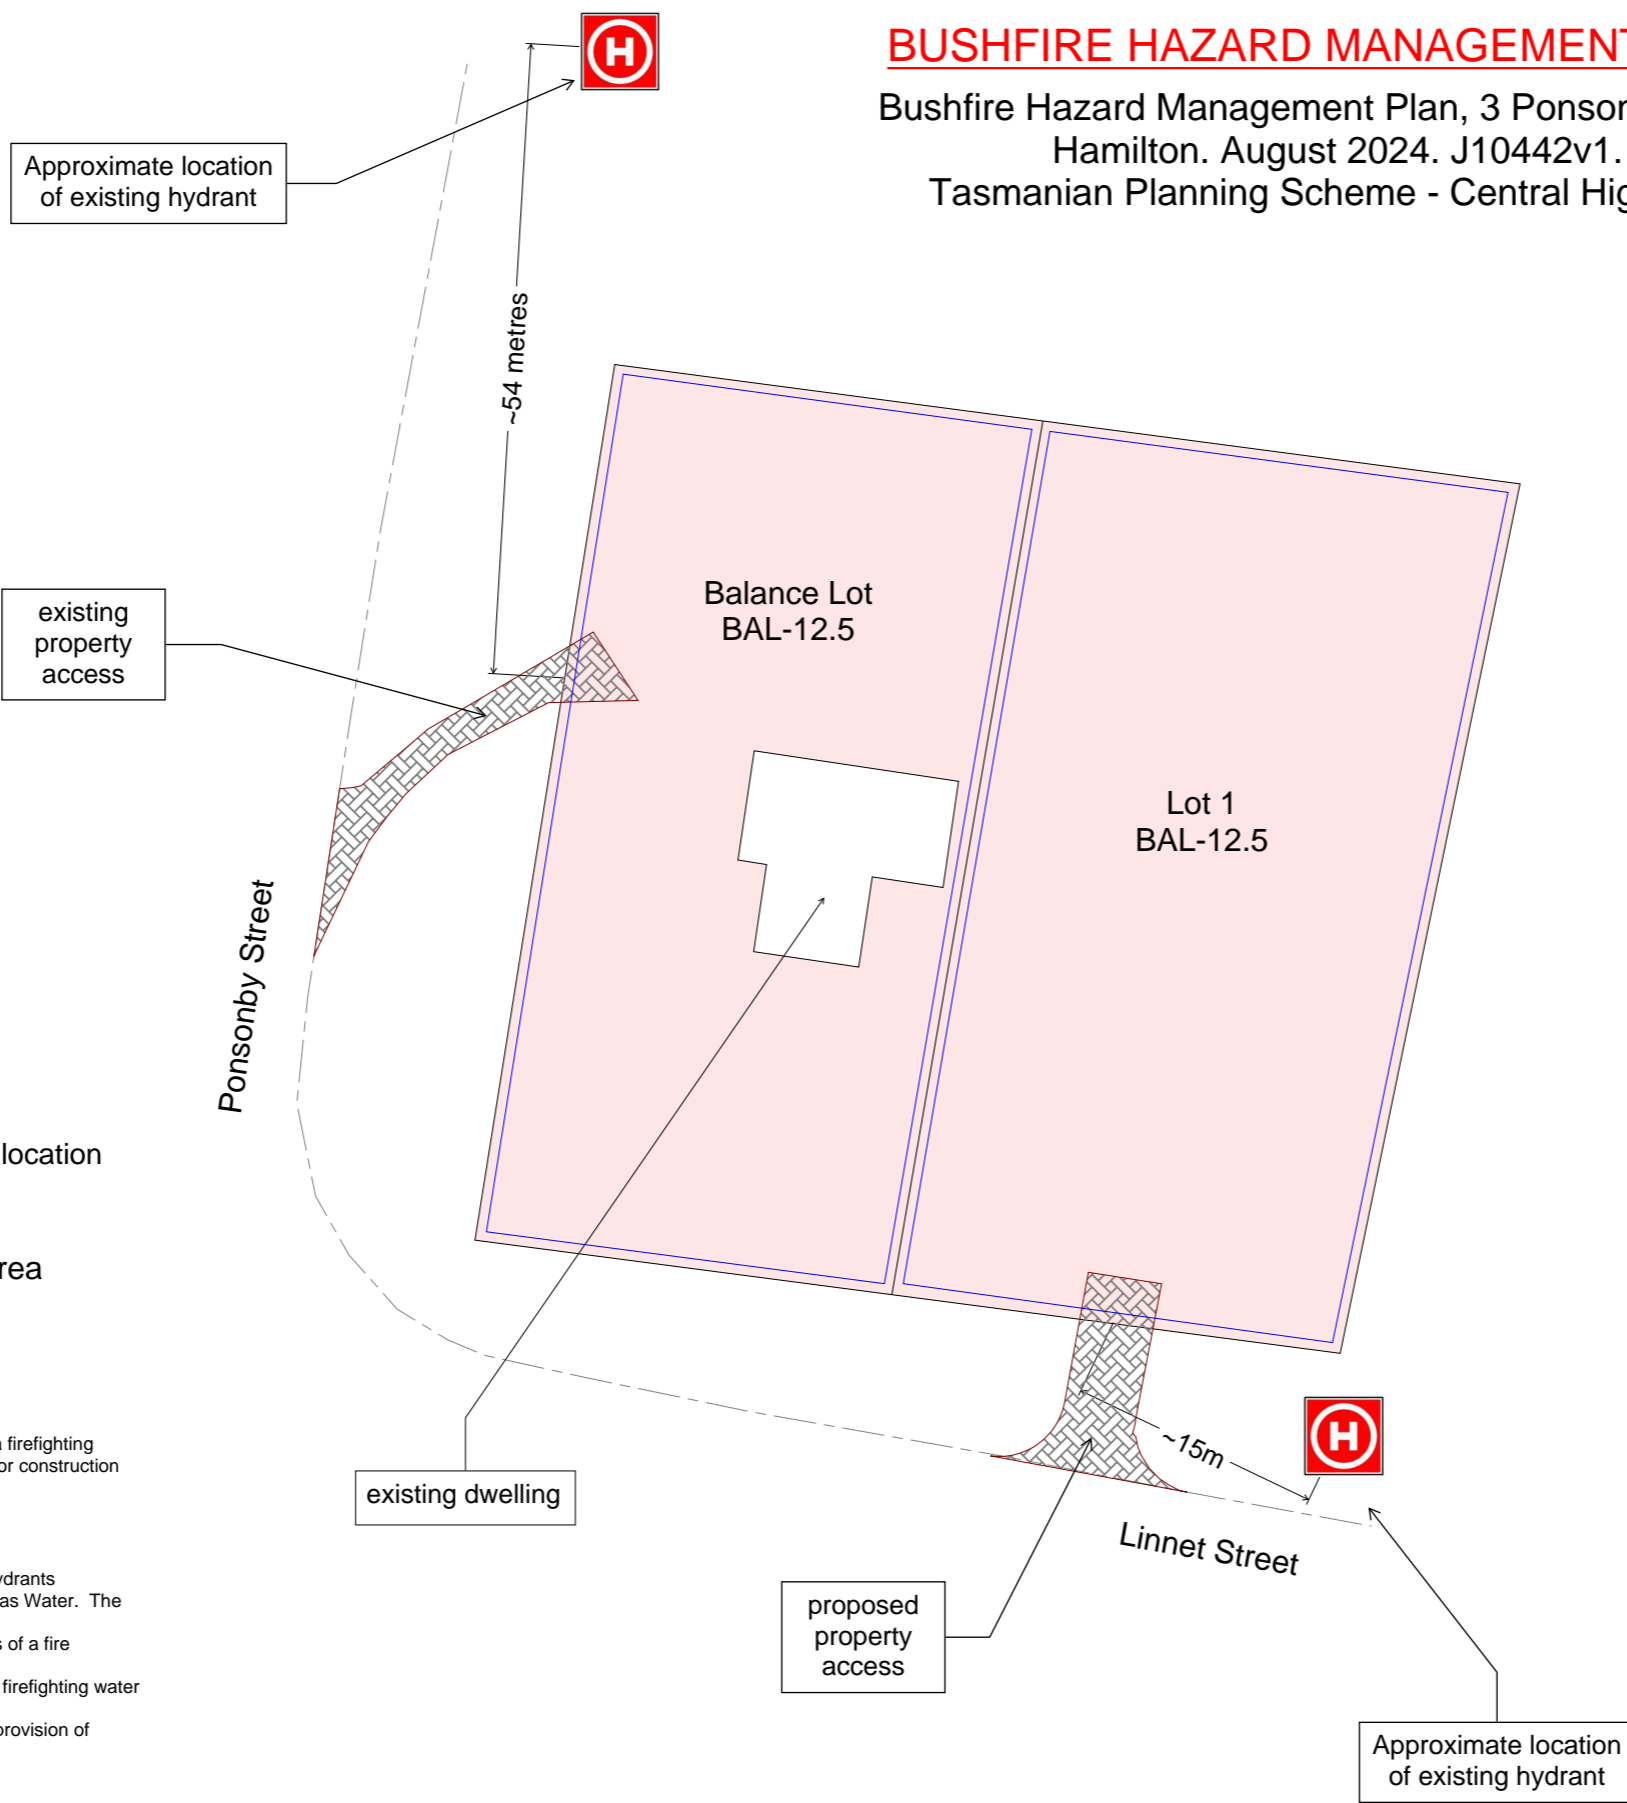 BUSHFIRE HAZARD MANAGEMENT
Bushfire Hazard Management Plan, 3 Ponson
Hamilton. August 2024. J10442v1.
Tasmanian Planning Scheme - Central Hig
H
Approximate location
of existing hydrant
~54 metres
existing
property
access
Balance Lot
BAL-12.5
Lot 1
BAL-12.5
Ponsonby Street
location
rea
a firefighting
or construction
existing dwelling
~15m
H
Linnet Street
ydrants
as Water. The
s of a fire
firefighting water
provision of
proposed
property
access
Approximate location
of existing hydrant